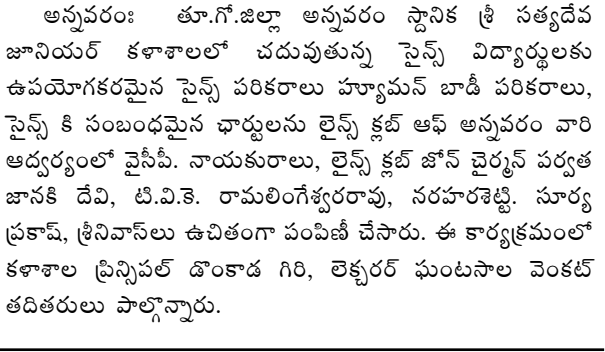 అన్నవరంః తూ.గో.జిల్లా అన్నవరం స్థానిక శ్రీ సత్యదేవ
జూనియర్ కళాశాలలో చదువుతున్న సైన్స్ విద్యార్థులకు
ఉపయోగకరమైన సైన్స్ పరికరాలు హ్యూమన్ బాడీ పరికరాలు,
సైన్స్ కి సంబంధమైన ఛార్టులను లైన్స్ క్లబ్ ఆఫ్ అన్నవరం వారి
ఆద్వర్యంలో వైసీపీ. నాయకురాలు, లైన్స్ క్లబ్ జోన్ చైర్మన్ పర్వత
జానకి దేవి, టి.వి.కె. రామలింగేశ్వరరావు, నరహరశెట్టి. సూర్య
ప్రకాష్, శ్రీనివాస్‌లు ఉచితంగా పంపిణీ చేసారు. ఈ కార్యక్రమంలో
కళాశాల ప్రిన్సిపల్ డొంకాడ గిరి, లెక్చరర్ ఘంటసాల వెంకట్
తదితరులు పాల్గొన్నారు.